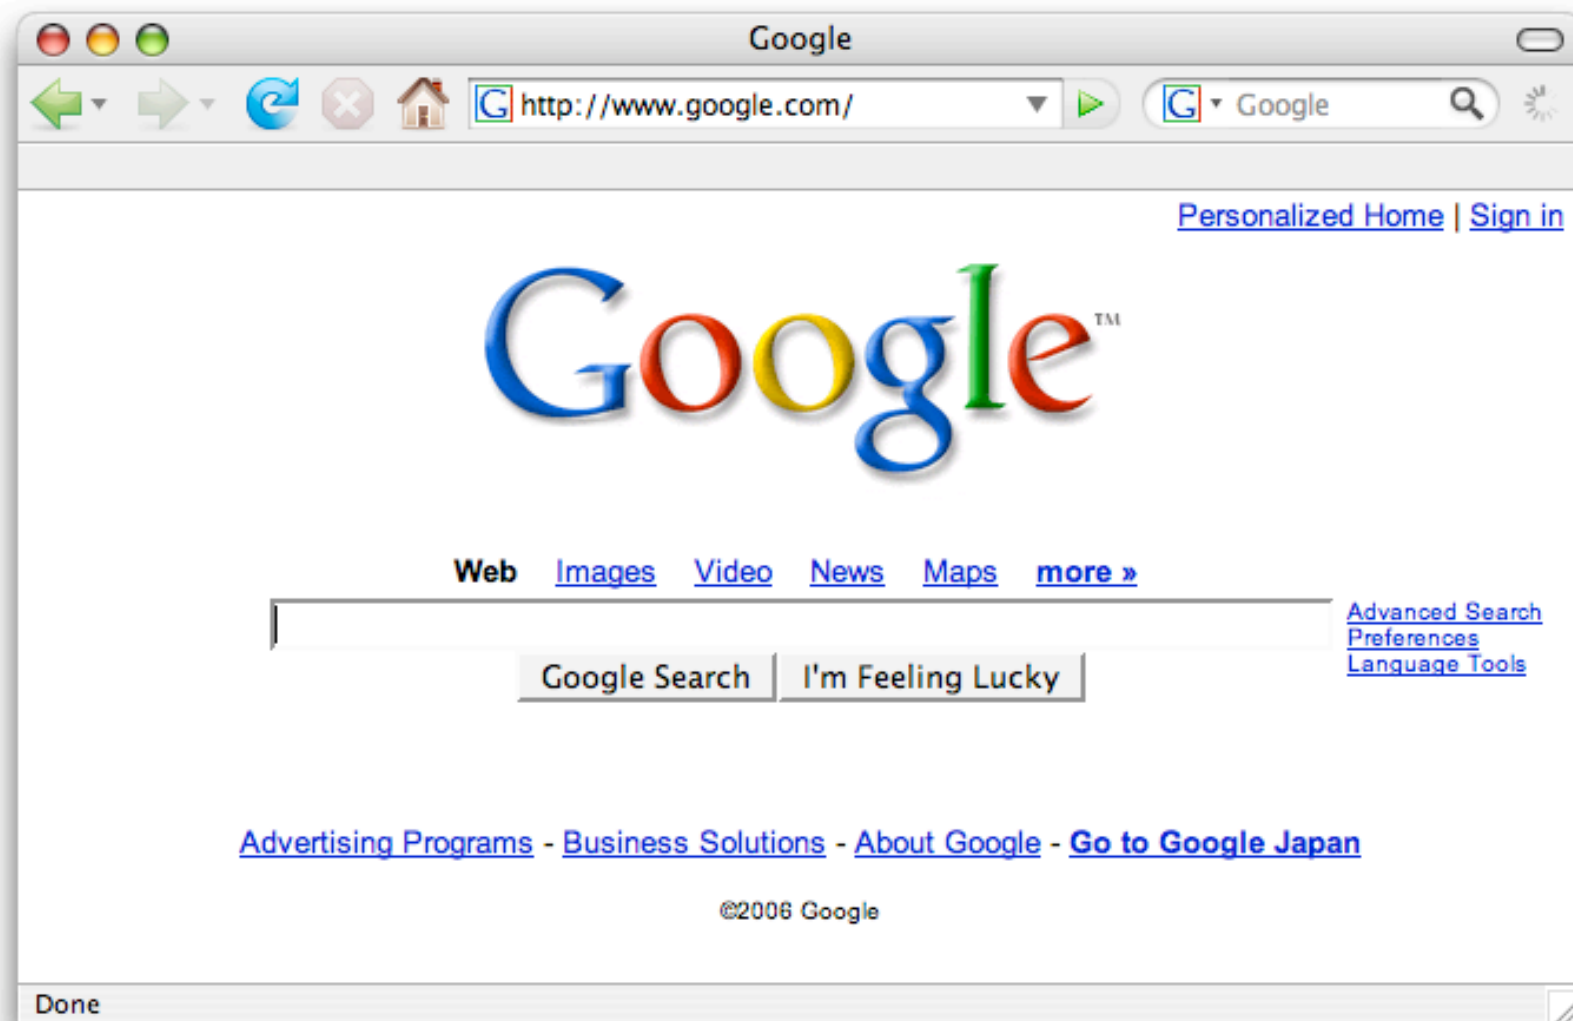 Google
http://www.google.com/
Google
Personalized Home | Sign in
Google™
Web Images Video News Maps more »
Advanced Search
Preferences
Language Tools
Google Search I'm Feeling Lucky
Advertising Programs - Business Solutions - About Google - Go to Google Japan
©2006 Google
Done